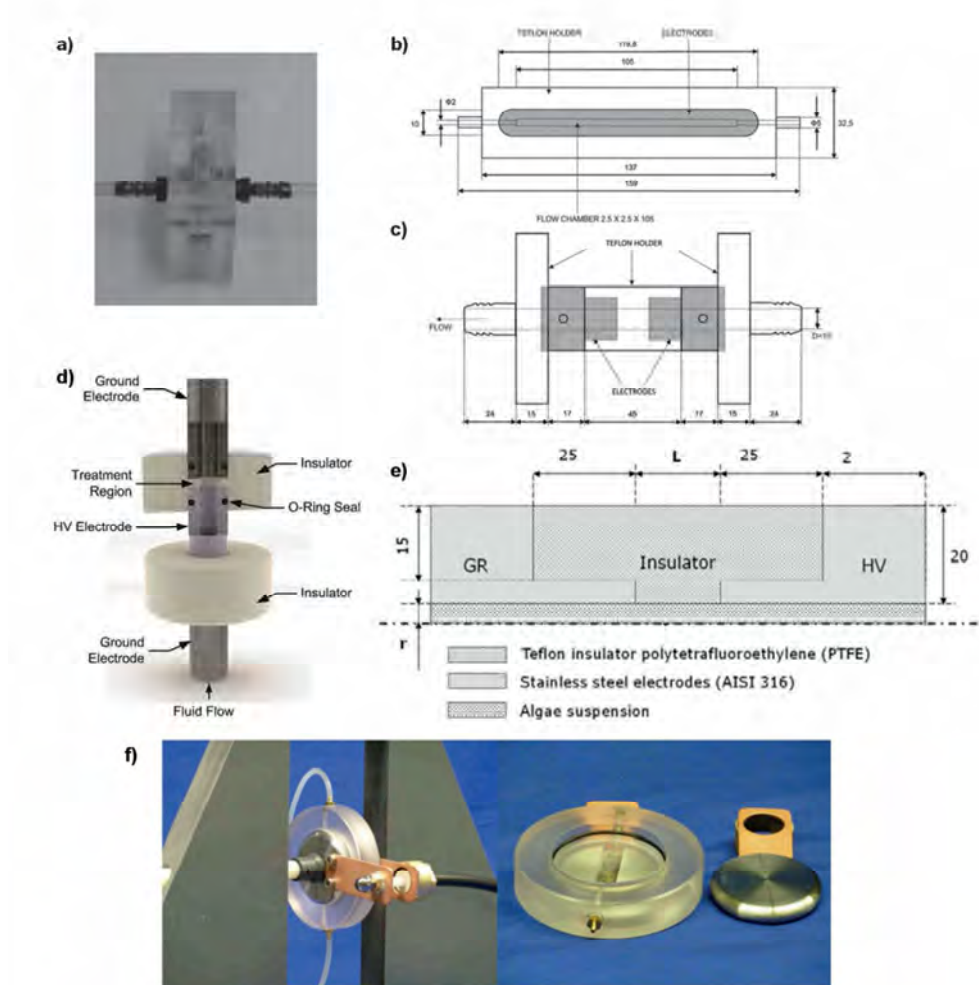 a)
b)
TEFLON HOLDER
ELECTRODES
119,8
105
Φ2
10
Φ5
32,5
137
159
FLOW CHAMBER 2.5 X 2.5 X 105
c)
TEFLON HOLDER
FLOW
ELECTRODES
24
15
17
45
17
15
24
d)
Ground
Electrode
Insulator
Treatment
Region
O-Ring Seal
HV Electrode
Insulator
Ground
Electrode
Fluid Flow
e)
25
L
25
2
15
GR
Insulator
HV
20
r
Teflon insulator polytetrafluoroethylene (PTFE)
Stainless steel electrodes (AISI 316)
Algae suspension
f)